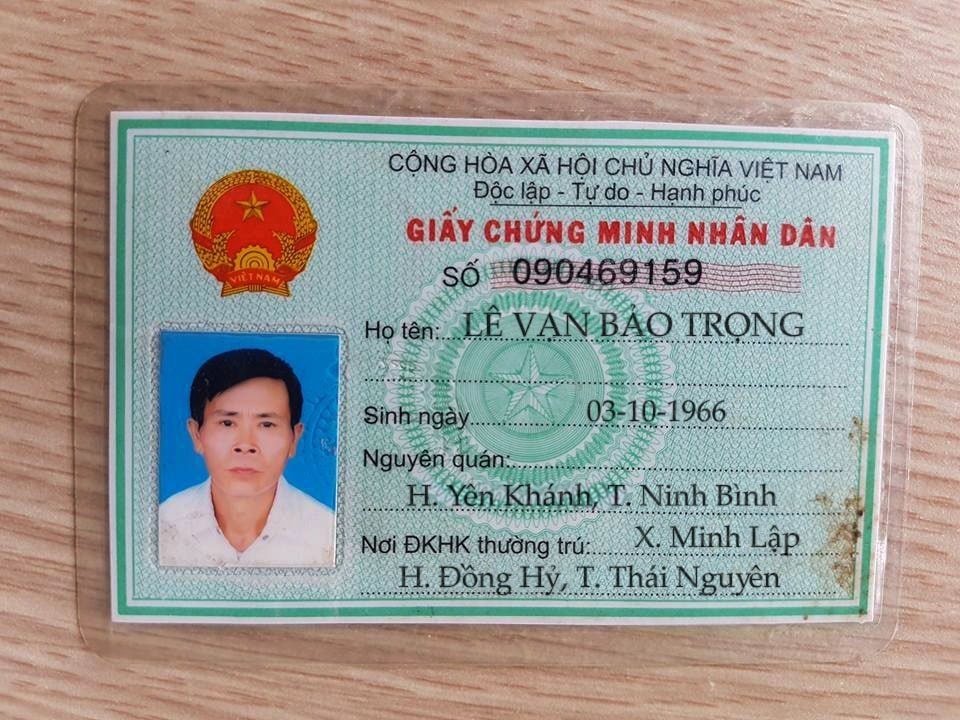 CỘNG HÒA XÃ HỘI CHỦ NGHĨA VIỆT NAM
Độc lập - Tự do - Hạnh phúc
GIẤY CHỨNG MINH NHÂN DÂN
SỐ 090469159
VIỆT NAM
Họ tên: LÊ VẠN BẢO TRỌNG
Sinh ngày 03-10-1966
Nguyên quán:
H. Yên Khánh, T. Ninh Bình
Nơi ĐKHK thường trú: X. Minh Lập
H. Đồng Hỷ, T. Thái Nguyên